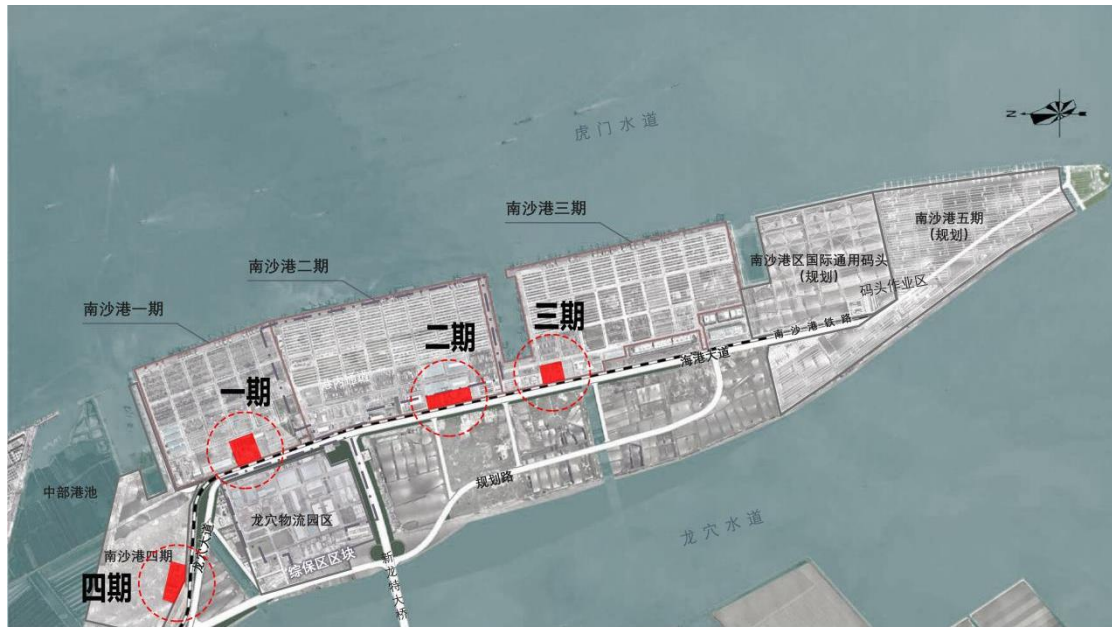 虎门水道
N
南沙港三期
南沙港五期
(规划)
南沙港二期
南沙港区国际通用码头
(规划)
码头作业区
南沙港一期
三期
南沙港铁路
二期
海港大道
一期
规划路
中部港池
龙穴物流园区
龙穴水道
龙穴大道
南沙港四期
综保区区块
新龙特大桥
四期